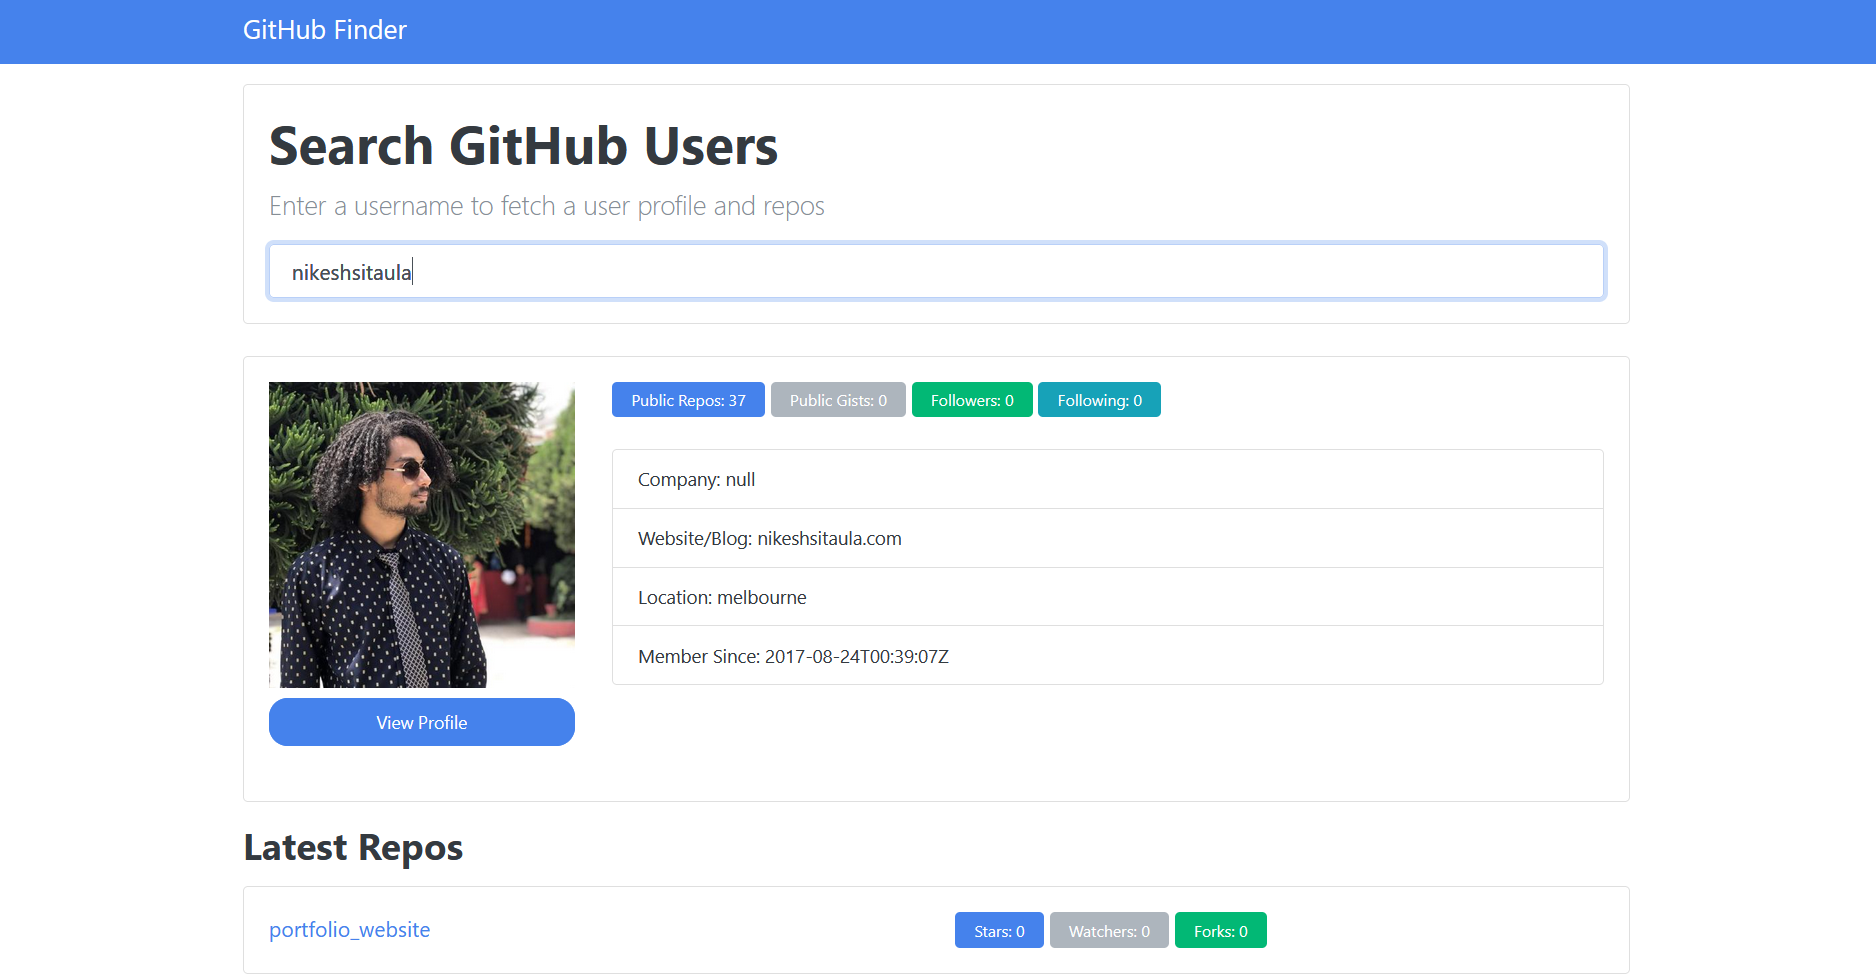 GitHub Finder
Search GitHub Users
Enter a username to fetch a user profile and repos
nikeshsitaula
Public Repos: 37 Public Gists: 0 Followers: 0 Following: 0
Company: null
Website/Blog: nikeshsitaula.com
Location: melbourne
Member Since: 2017-08-24T00:39:07Z
View Profile
Latest Repos
portfolio_website Stars: 0 Watchers: 0 Forks: 0